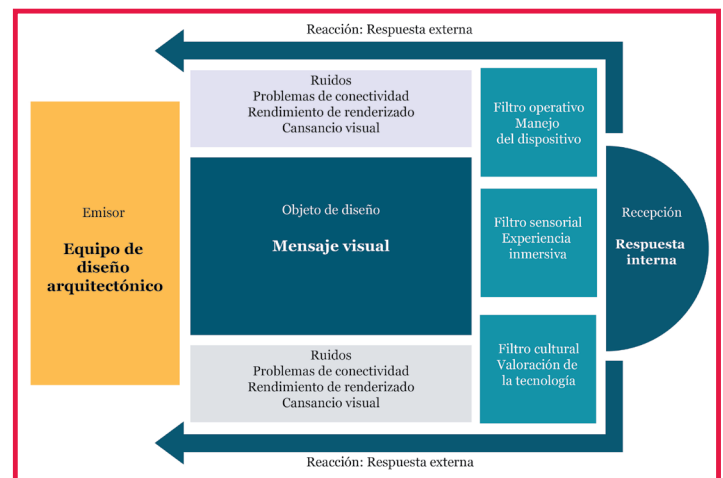 Reacción: Respuesta externa
Ruidos
Problemas de conectividad
Rendimiento de renderizado
Cansancio visual
Filtro operativo
Manejo
del dispositivo
Emisor
Equipo de
diseño
arquitectónico
Objeto de diseño
Mensaje visual
Filtro sensorial
Experiencia
inmersiva
Recepción
Respuesta
interna
Ruidos
Problemas de conectividad
Rendimiento de renderizado
Cansancio visual
Filtro cultural
Valoración de
la tecnología
Reacción: Respuesta externa